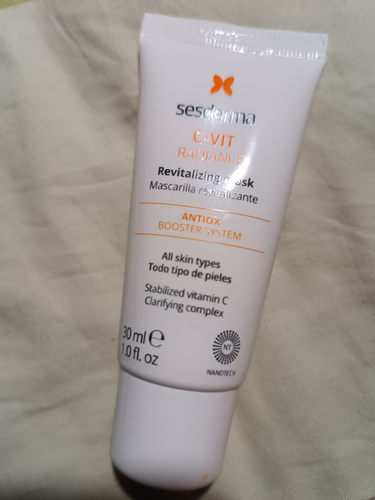 sesderma
C-VIT
RADIANCE
Revitalizing mask
Mascarilla revitalizante
ANTIOX
BOOSTER SYSTEM
All skin types
Todo tipo de pieles
Stabilized vitamin C
Clarifying complex
30 ml ℮
1.0 fl. oz
NT
NANOTECH